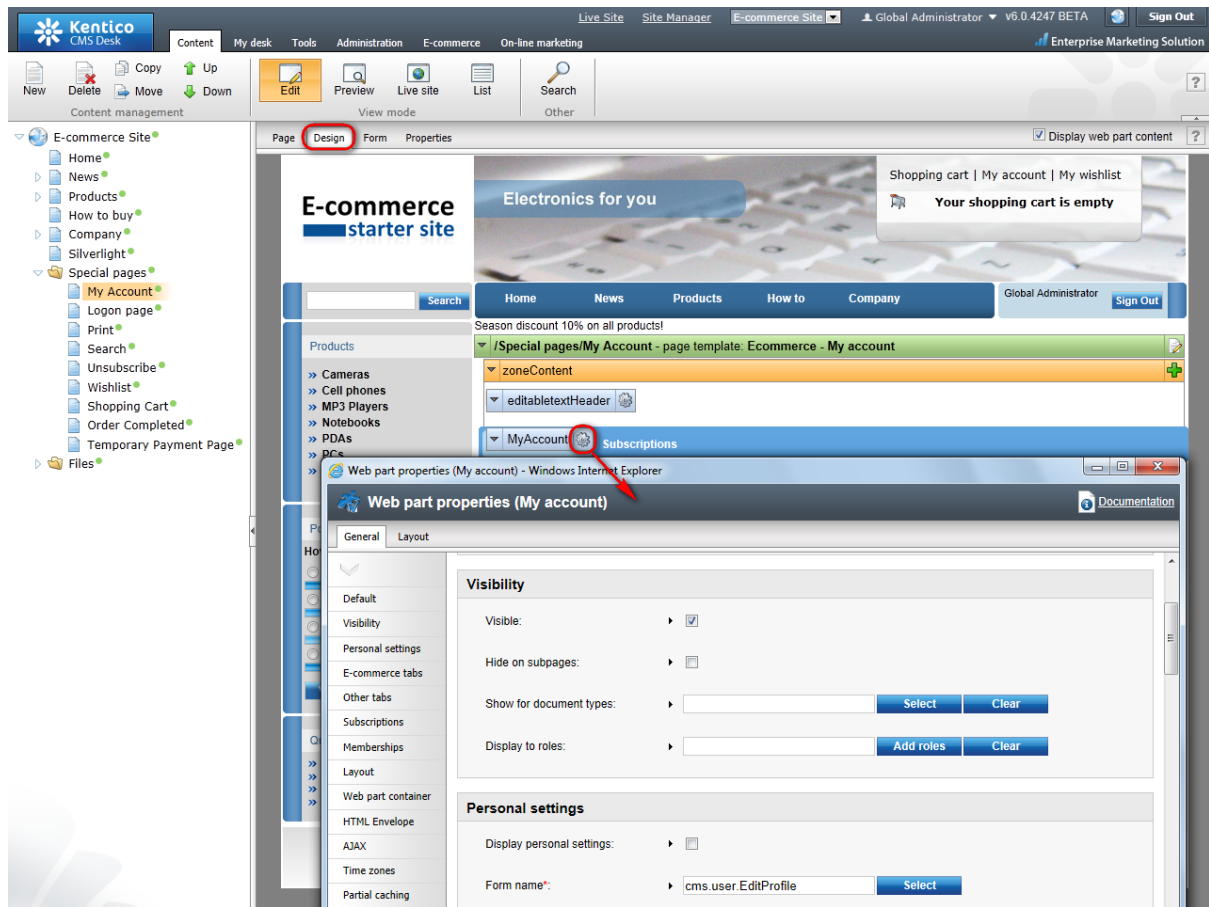 Kentico
CMS Desk
Live Site Site Manager E-commerce Site Global Administrator v6.0.4247 BETA Sign Out
Content My desk Tools Administration E-commerce On-line marketing
Enterprise Marketing Solution
New Delete Copy Move Up Down
Content management
Edit Preview Live site List
View mode
Search
Other
?
E-commerce Site
Home
News
Products
How to buy
Company
Silverlight
Special pages
My Account
Logon page
Print
Search
Unsubscribe
Wishlist
Shopping Cart
Order Completed
Temporary Payment Page
Files
Page Design Form Properties
Display web part content ?
E-commerce
starter site
Electronics for you
Shopping cart | My account | My wishlist
Your shopping cart is empty
Search
Home News Products How to Company
Global Administrator Sign Out
Season discount 10% on all products!
Products
» Cameras
» Cell phones
» MP3 Players
» Notebooks
» PDAs
» PCs
»
/Special pages/My Account - page template: Ecommerce - My account
zoneContent
editabletextHeader
MyAccount Subscriptions
Web part properties (My account) - Windows Internet Explorer
Web part properties (My account)
Documentation
General Layout
Default
Visibility
Personal settings
E-commerce tabs
Other tabs
Subscriptions
Memberships
Layout
Web part container
HTML Envelope
AJAX
Time zones
Partial caching
Visibility
Visible:
Hide on subpages:
Show for document types: Select Clear
Display to roles: Add roles Clear
Personal settings
Display personal settings:
Form name*: cms.user.EditProfile Select